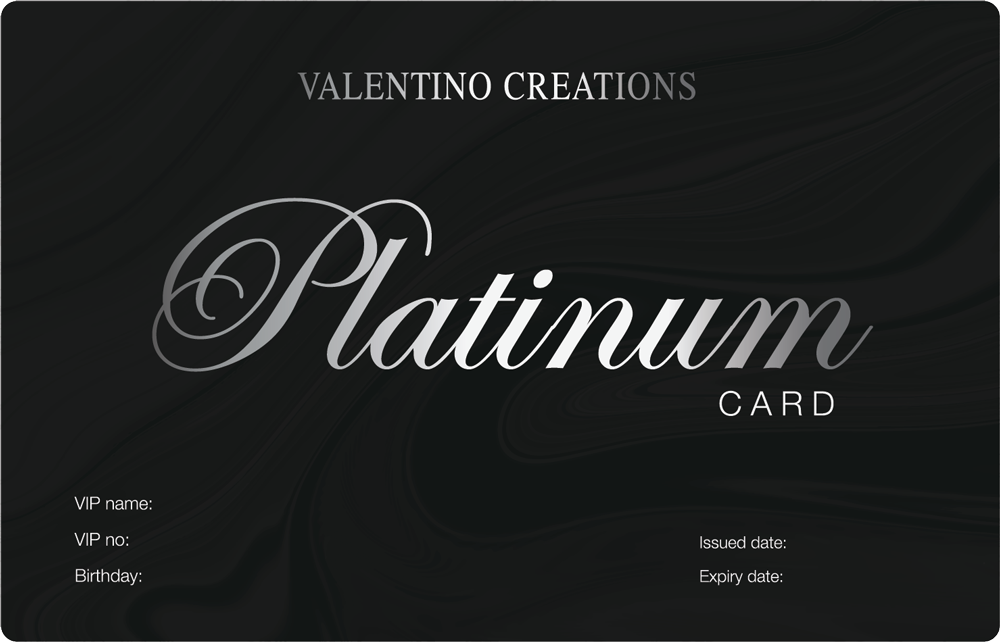 VALENTINO CREATIONS
Platinum
CARD
VIP name:
VIP no:
Birthday:
Issued date:
Expiry date: